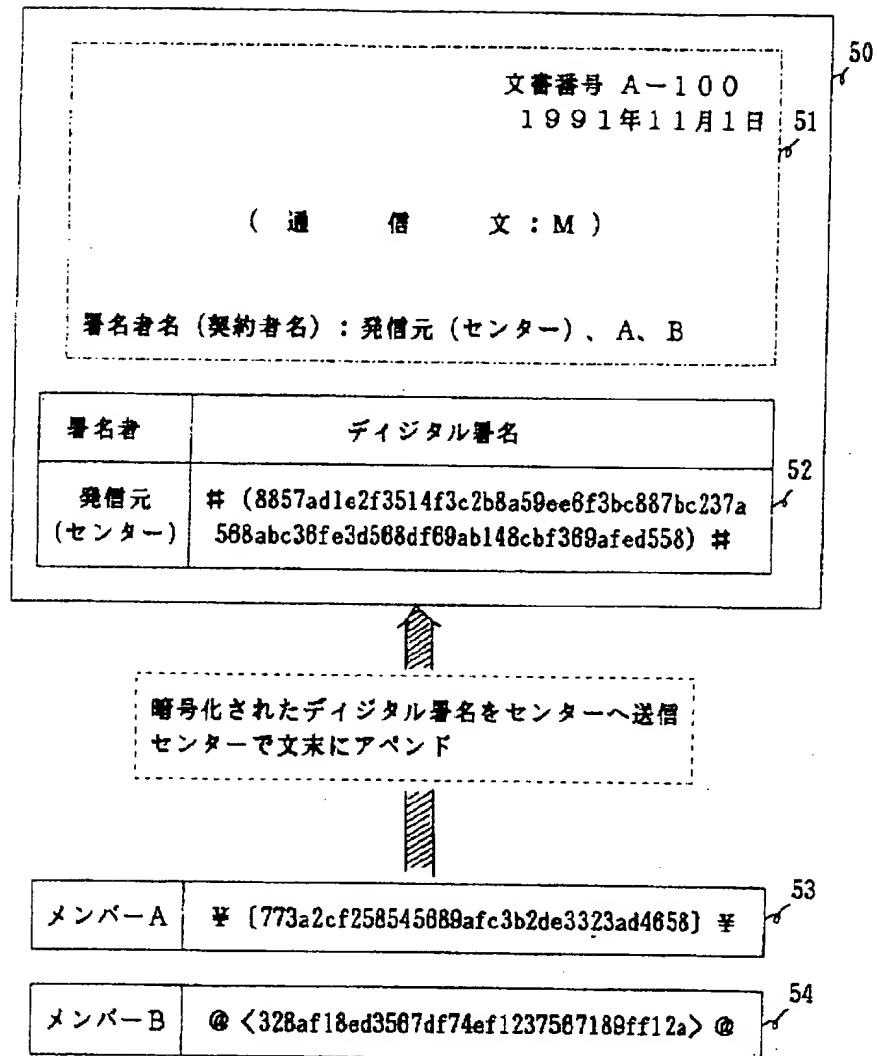 50
文書番号 A-100
1991年11月1日
51
( 通 信 文:M )
署名者名(契約者名):発信元(センター)、A、B
署名者
ディジタル署名
52
発信元
(センター)
# (8857ad1e2f3514f3c2b8a59ee6f3bc887bc237a
568abc36fe3d568df69ab148cbf369afed558) #
暗号化されたディジタル署名をセンターへ送信
センターで文末にアペンド
53
メンバーA
¥ [773a2cf258545689afc3b2de3323ad4658] ¥
54
メンバーB
@ <328af18ed3567df74ef1237567189ff12a> @